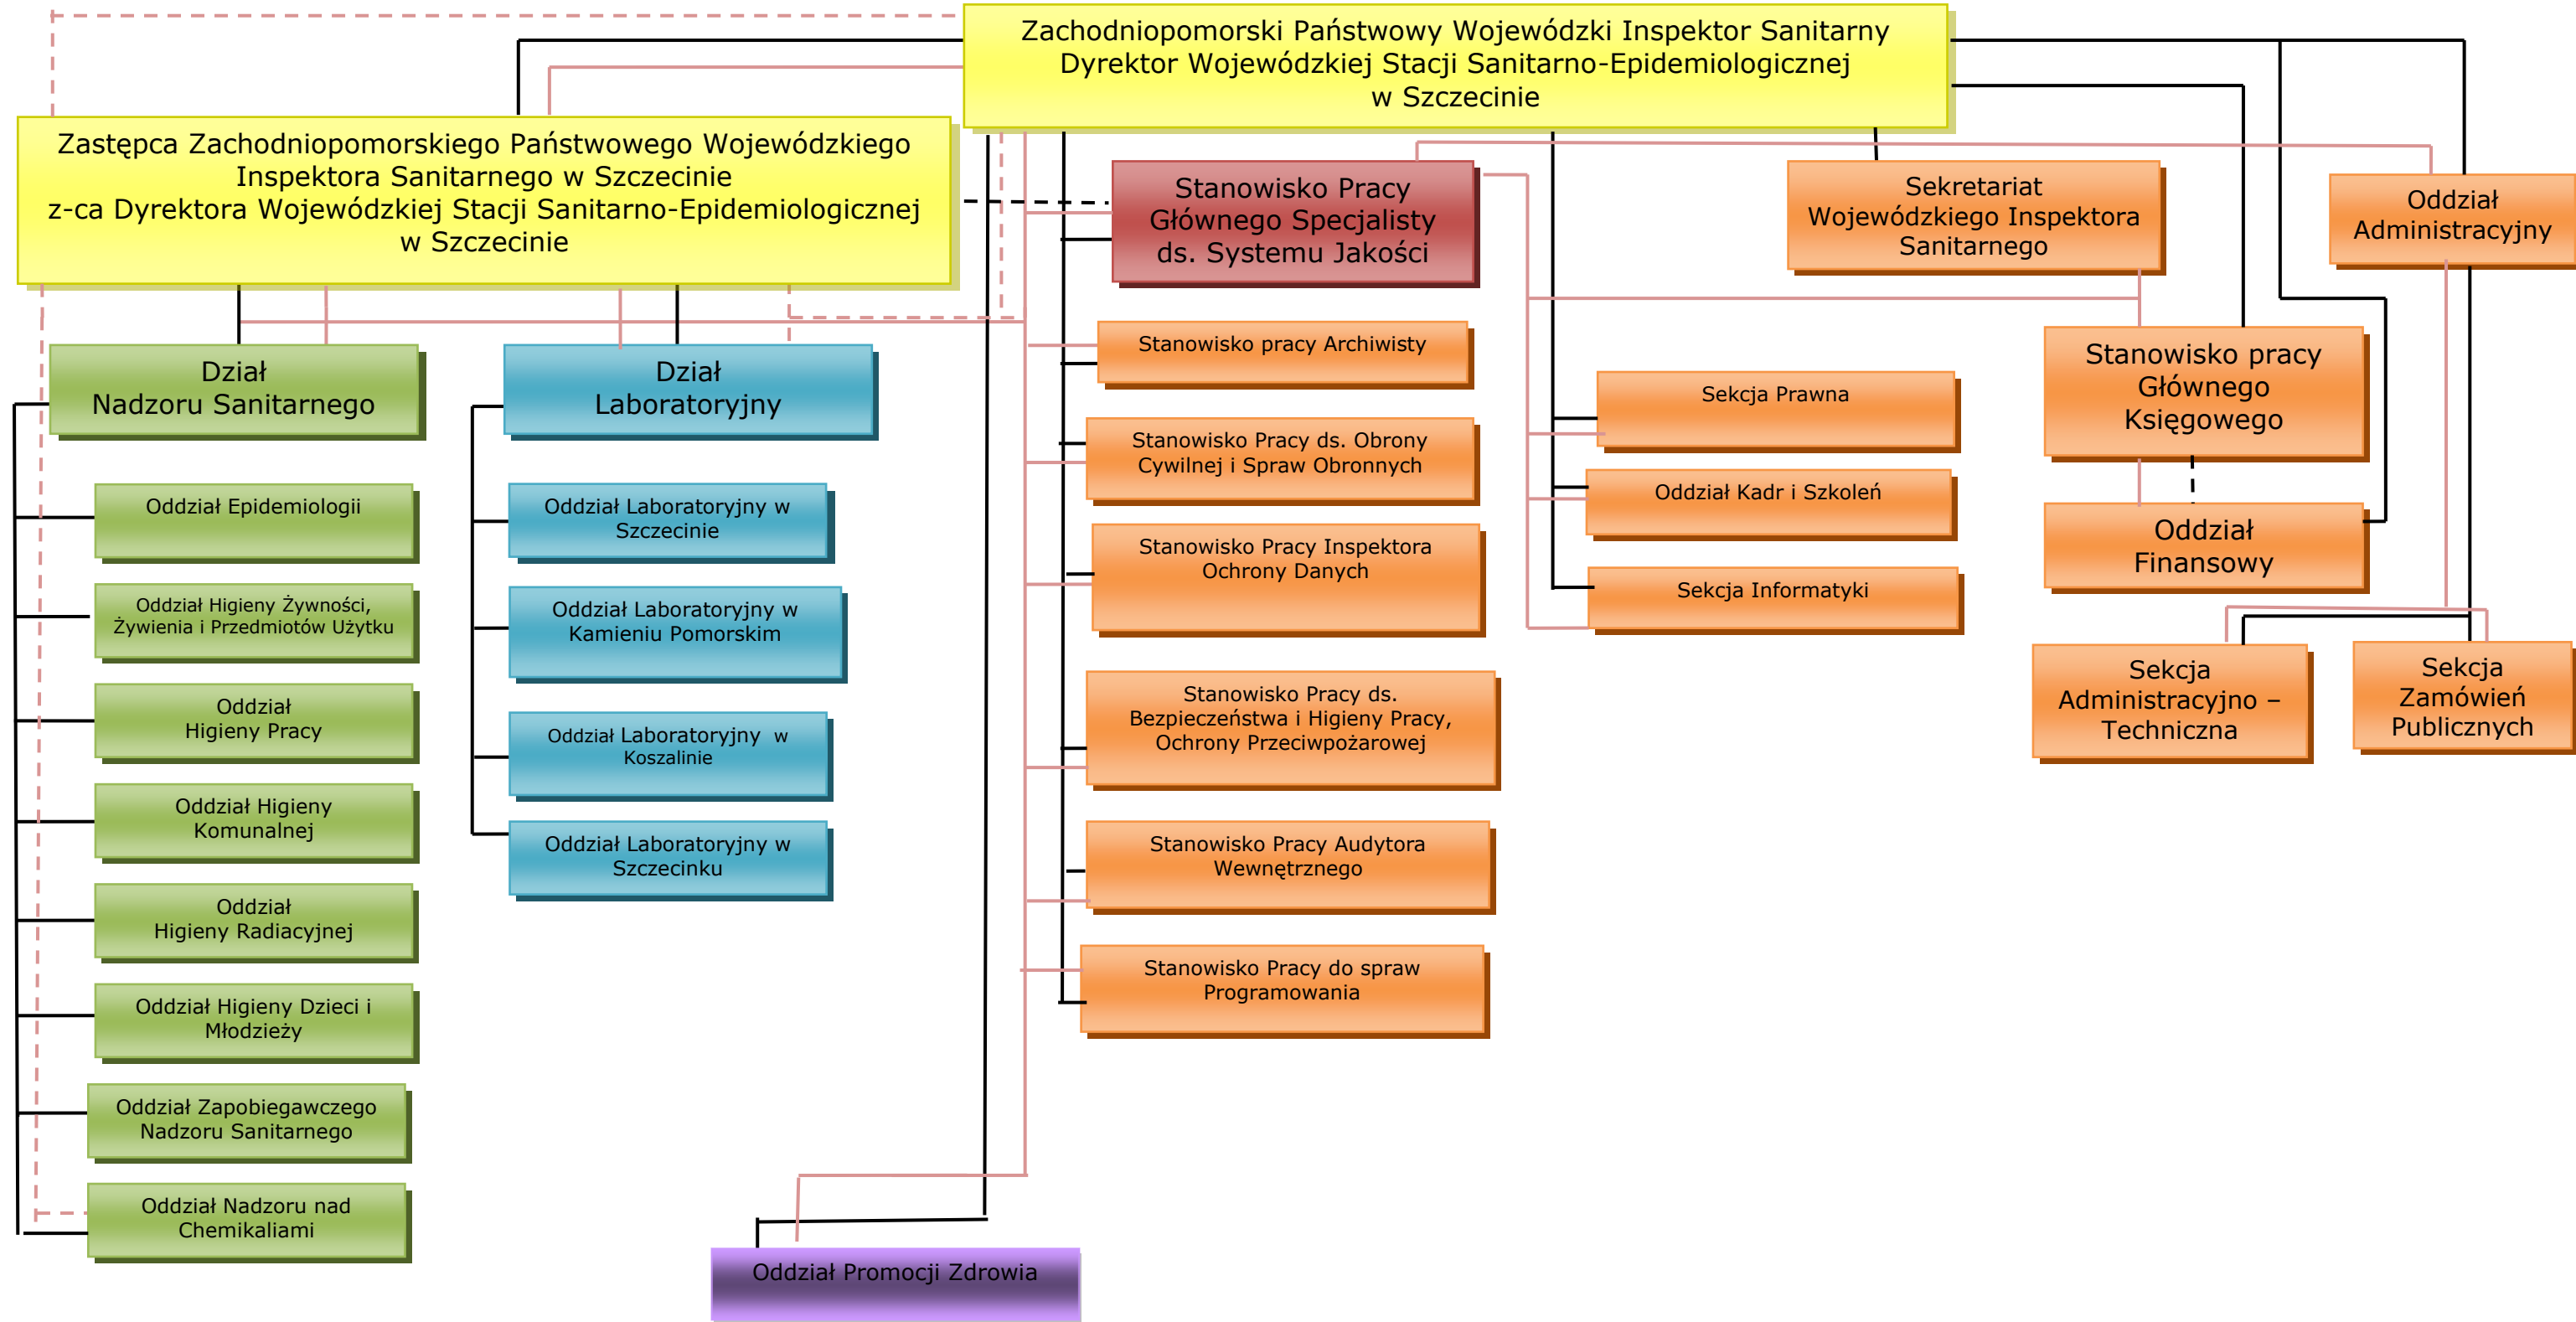 Zachodniopomorski Państwowy Wojewódzki Inspektor Sanitarny
Dyrektor Wojewódzkiej Stacji Sanitarno-Epidemiologicznej
w Szczecinie
Zastępca Zachodniopomorskiego Państwowego Wojewódzkiego
Inspektora Sanitarnego w Szczecinie
z-ca Dyrektora Wojewódzkiej Stacji Sanitarno-Epidemiologicznej
w Szczecinie
Stanowisko Pracy
Głównego Specjalisty
ds. Systemu Jakości
Sekretariat
Wojewódzkiego Inspektora
Sanitarnego
Oddział
Administracyjny
Dział
Nadzoru Sanitarnego
Oddział Epidemiologii
Oddział Higieny Żywności,
Żywienia i Przedmiotów Użytku
Oddział
Higieny Pracy
Oddział Higieny
Komunalnej
Oddział
Higieny Radiacyjnej
Oddział Higieny Dzieci i
Młodzieży
Oddział Zapobiegawczego
Nadzoru Sanitarnego
Oddział Nadzoru nad
Chemikaliami
Dział
Laboratoryjny
Oddział Laboratoryjny w
Szczecinie
Oddział Laboratoryjny w
Kamieniu Pomorskim
Oddział Laboratoryjny w
Koszalinie
Oddział Laboratoryjny w
Szczecinku
Stanowisko pracy Archiwisty
Stanowisko Pracy ds. Obrony
Cywilnej i Spraw Obronnych
Stanowisko Pracy Inspektora
Ochrony Danych
Stanowisko Pracy ds.
Bezpieczeństwa i Higieny Pracy,
Ochrony Przeciwpożarowej
Stanowisko Pracy Audytora
Wewnętrznego
Stanowisko Pracy do spraw
Programowania
Sekcja Prawna
Oddział Kadr i Szkoleń
Sekcja Informatyki
Stanowisko pracy
Głównego
Księgowego
Oddział
Finansowy
Sekcja
Administracyjno –
Techniczna
Sekcja
Zamówień
Publicznych
Oddział Promocji Zdrowia